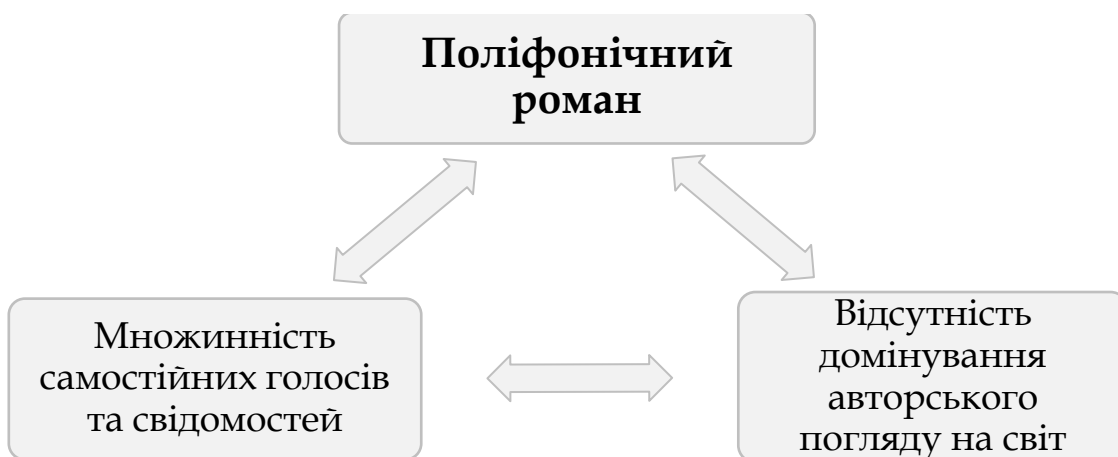 Поліфонічний
роман
Множинність
самостійних голосів
та свідомостей
Відсутність
домінування
авторського
погляду на світ